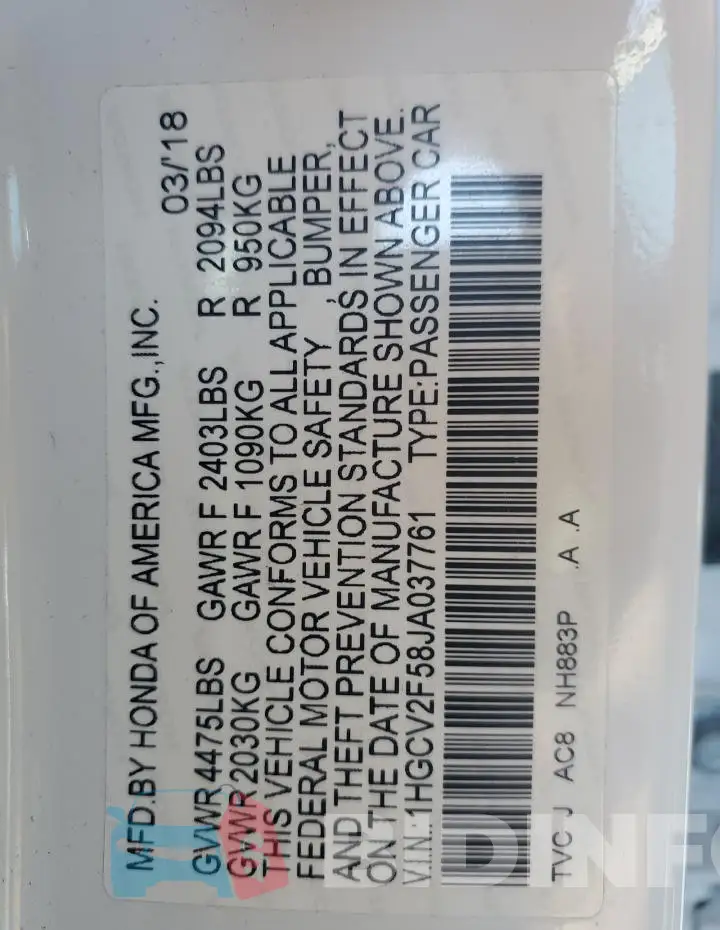 MFD.BY HONDA OF AMERICA MFG.,INC.
03/'18
GVWR 4475LBS GAWR F 2403LBS R 2094LBS
GVWR 2030KG GAWR F 1090KG R 950KG
THIS VEHICLE CONFORMS TO ALL APPLICABLE
FEDERAL MOTOR VEHICLE SAFETY BUMPER,
AND THEFT PREVENTION STANDARDS, IN EFFECT
ON THE DATE OF MANUFACTURE SHOWN ABOVE.
V.I.N.: 1HGCV2F58JA037761 TYPE:PASSENGER CAR
TVC J AC8 NH883P .A .A
BIDINFO